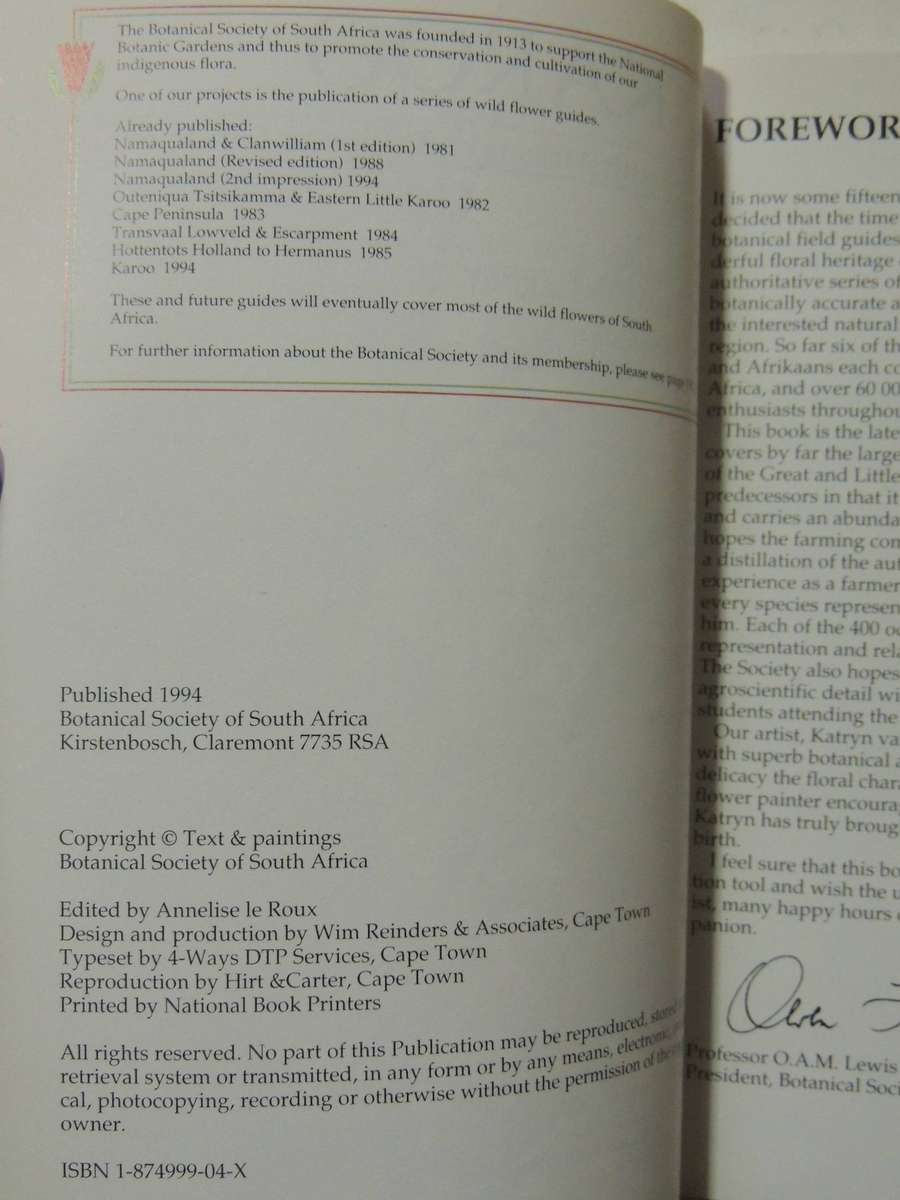 The Botanical Society of South Africa was founded in 1913 to support the National
Botanic Gardens and thus to promote the conservation and cultivation of our
indigenous flora.
One of our projects is the publication of a series of wild flower guides.
Already published:
Namaqualand & Clanwilliam (1st edition) 1981
Namaqualand (Revised edition) 1988
Namaqualand (2nd impression) 1994
Outeniqua Tsitsikamma & Eastern Little Karoo 1982
Cape Peninsula 1983
Transvaal Lowveld & Escarpment 1984
Hottentots Holland to Hermanus 1985
Karoo 1994
These and future guides will eventually cover most of the wild flowers of South
Africa.
For further information about the Botanical Society and its membership, please see page
Published 1994
Botanical Society of South Africa
Kirstenbosch, Claremont 7735 RSA
Copyright © Text & paintings
Botanical Society of South Africa
Edited by Annelise le Roux
Design and production by Wim Reinders & Associates, Cape Town
Typeset by 4-Ways DTP Services, Cape Town
Reproduction by Hirt &Carter, Cape Town
Printed by National Book Printers
All rights reserved. No part of this Publication may be reproduced, stored
retrieval system or transmitted, in any form or by any means, electronic,
cal, photocopying, recording or otherwise without the permission of the
owner.
ISBN 1-874999-04-X
FOREWOR
It is now some fifteen
decided that the time
botanical field guides
derful floral heritage
authoritative series of
botanically accurate a
the interested natural
region. So far six of th
and Afrikaans each co
Africa, and over 60 00
enthusiasts throughou
This book is the late
covers by far the large
of the Great and Little
predecessors in that it
and carries an abunda
hopes the farming con
a distillation of the aut
experience as a farmer
every species represen
him. Each of the 400 o
representation and rela
The Society also hopes
agroscientific detail wi
students attending the
Our artist, Katryn va
with superb botanical a
delicacy the floral chara
flower painter encoura
Katryn has truly broug
birth.
I feel sure that this bo
tion tool and wish the u
ist, many happy hours
panion.
Professor O.A.M. Lewis
President, Botanical Soci